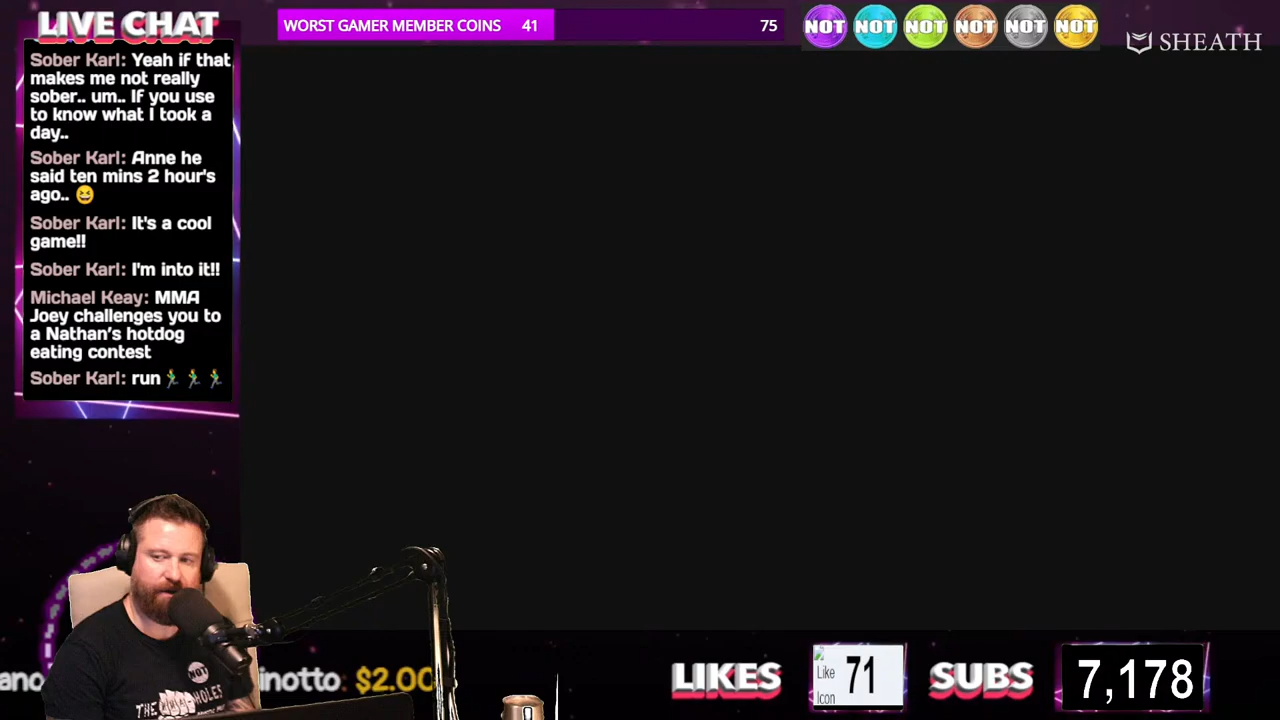 LIVE CHAT
WORST GAMER MEMBER COINS 41 75
NOT NOT NOT NOT NOT NOT
SHEATH
Sober Karl: Yeah if that
makes me not really
sober.. um.. If you use
to know what I took a
day..
Sober Karl: Anne he
said ten mins 2 hour's
ago.. 😆
Sober Karl: It's a cool
game!!
Sober Karl: I'm into it!!
Michael Keay: MMA
Joey challenges you to
a Nathan's hotdog
eating contest
Sober Karl: run🏃‍♂️🏃‍♂️🏃‍♂️
NOT
THE
HOLES
ano
inotto: $2.00
LIKES
Like
Icon
71
SUBS
7,178